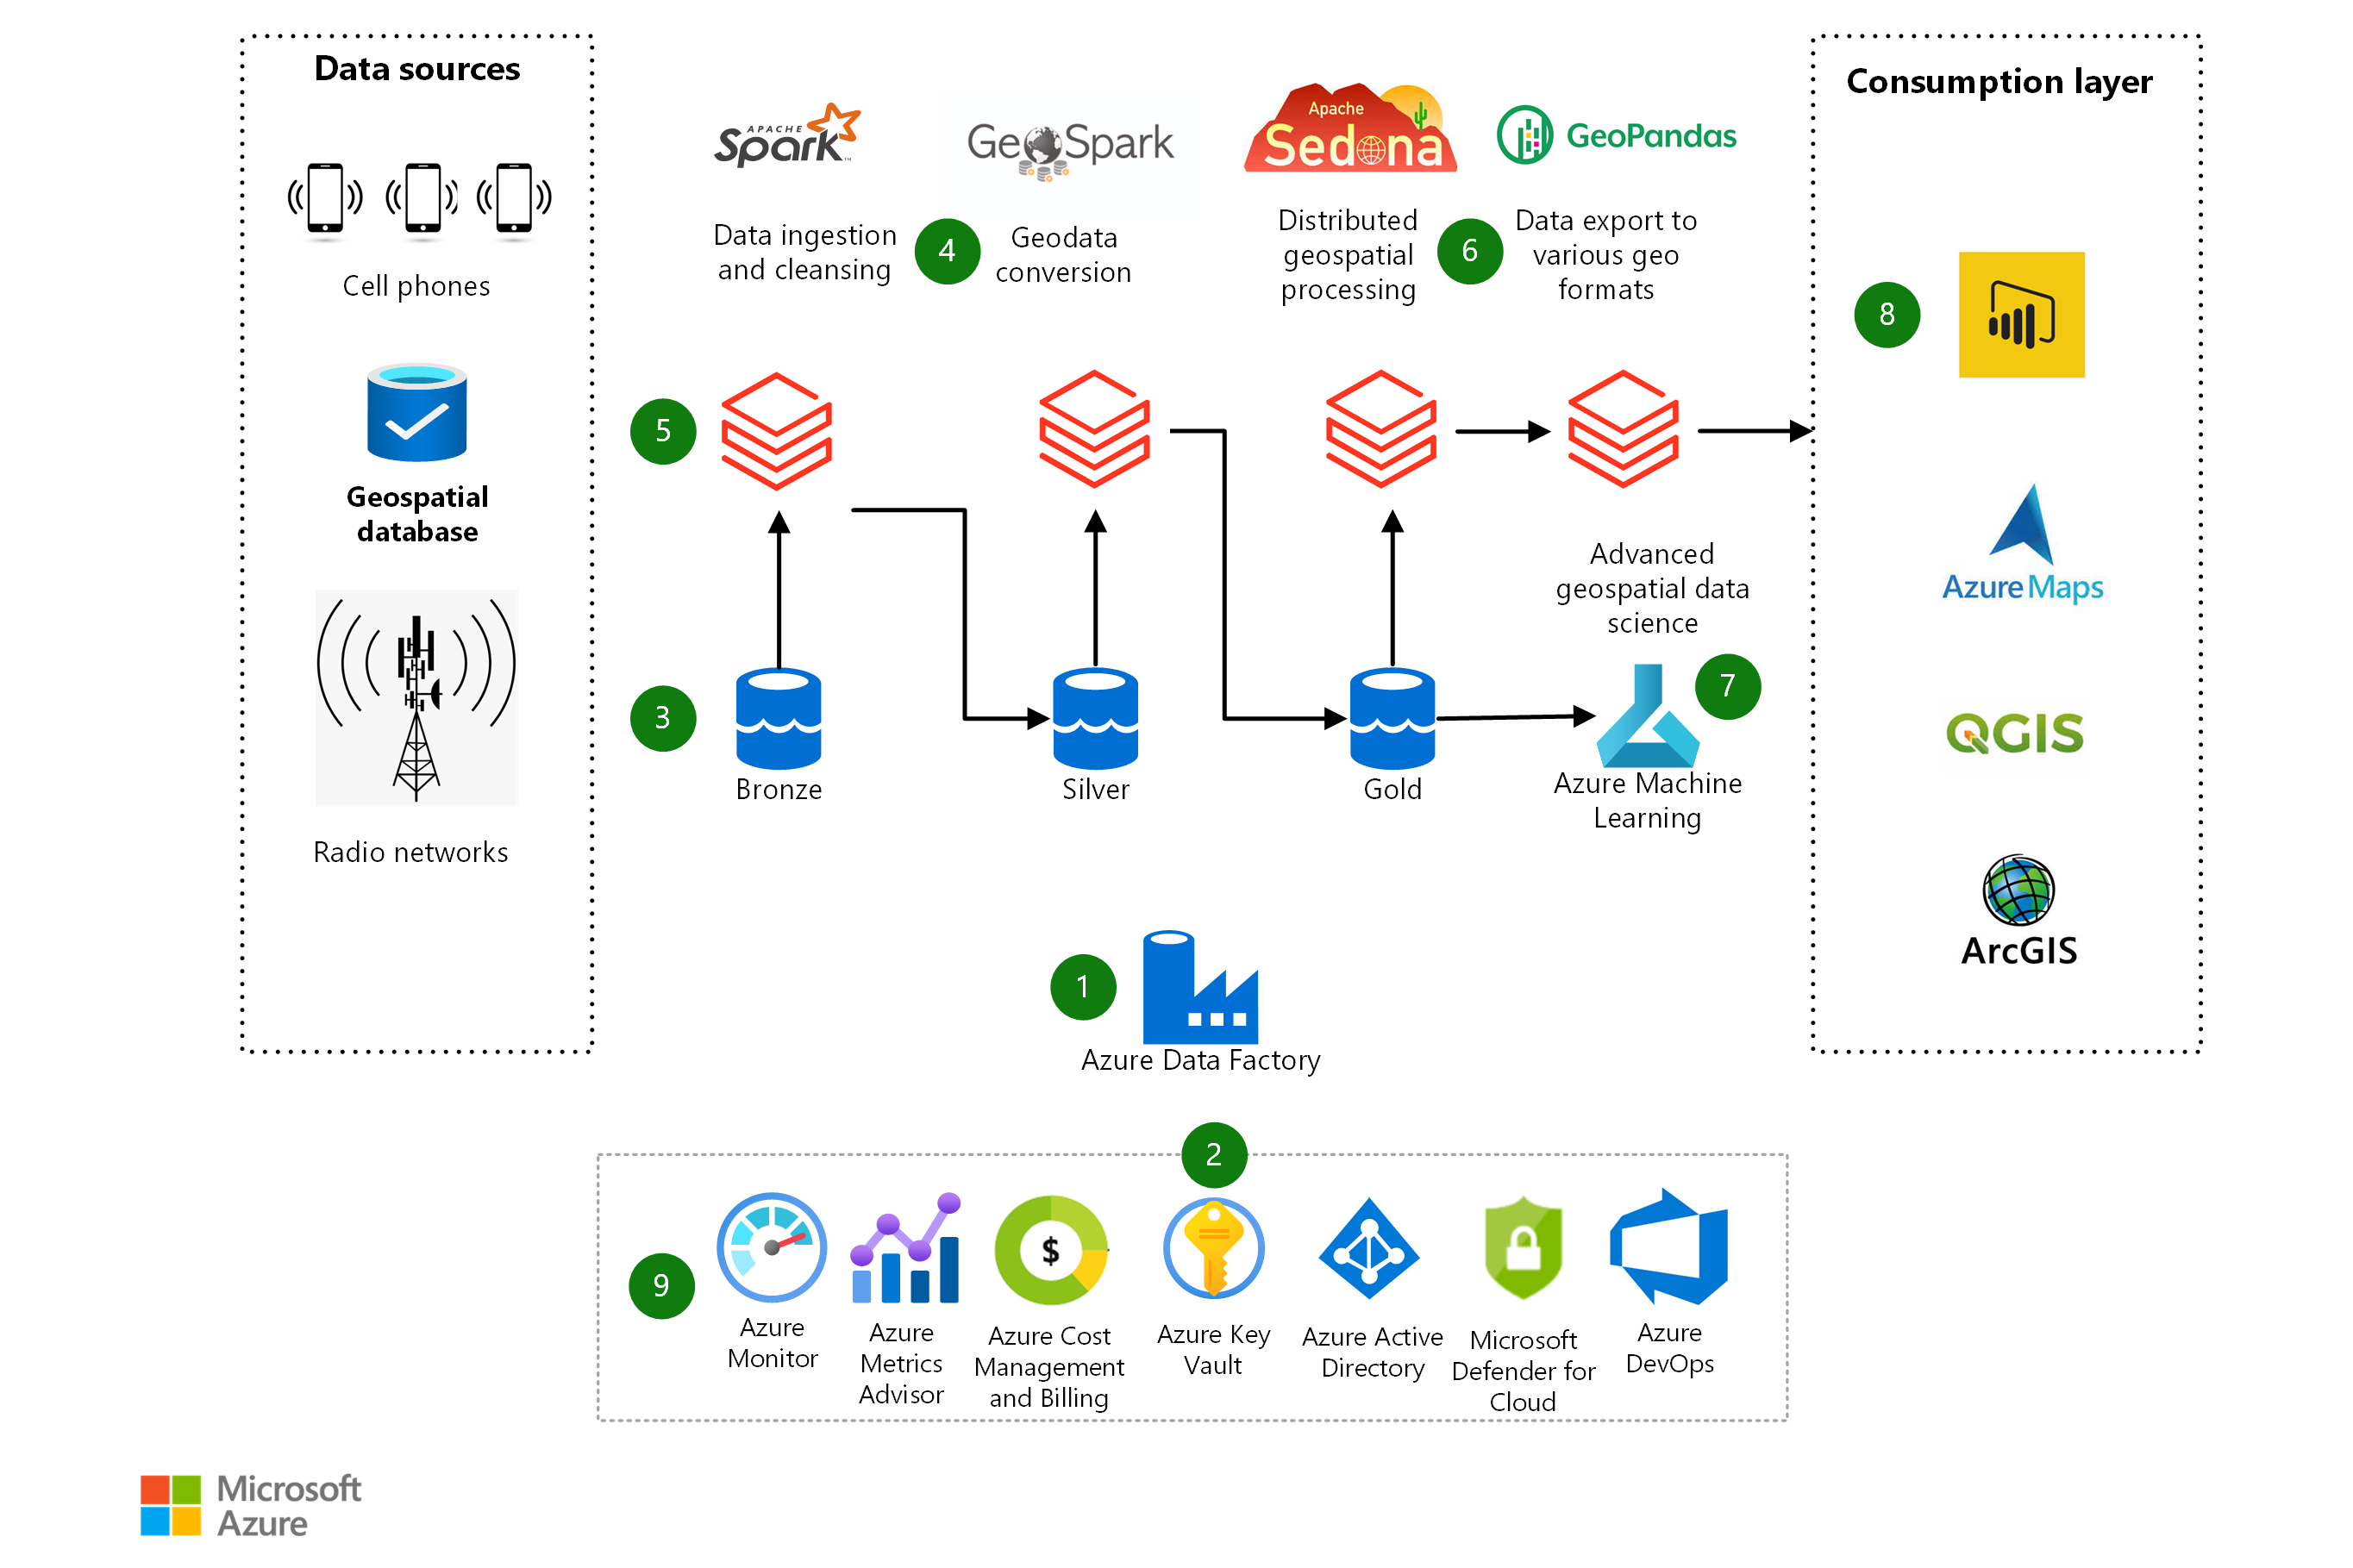 Data sources
Cell phones
Geospatial
database
Radio networks
APACHE
Spark
TM
Data ingestion
and cleansing
4
GeoSpark
Geodata
conversion
Apache
Sedona
Distributed
geospatial
processing
6
GeoPandas
Data export to
various geo
formats
5
3
Bronze
Silver
Gold
Advanced
geospatial data
science
7
Azure Machine
Learning
Consumption layer
8
Azure Maps
QGIS
ArcGIS
1
Azure Data Factory
2
9
Azure
Monitor
Azure
Metrics
Advisor
$
Azure Cost
Management
and Billing
Azure Key
Vault
Azure Active
Directory
Microsoft
Defender for
Cloud
Azure
DevOps
Microsoft
Azure